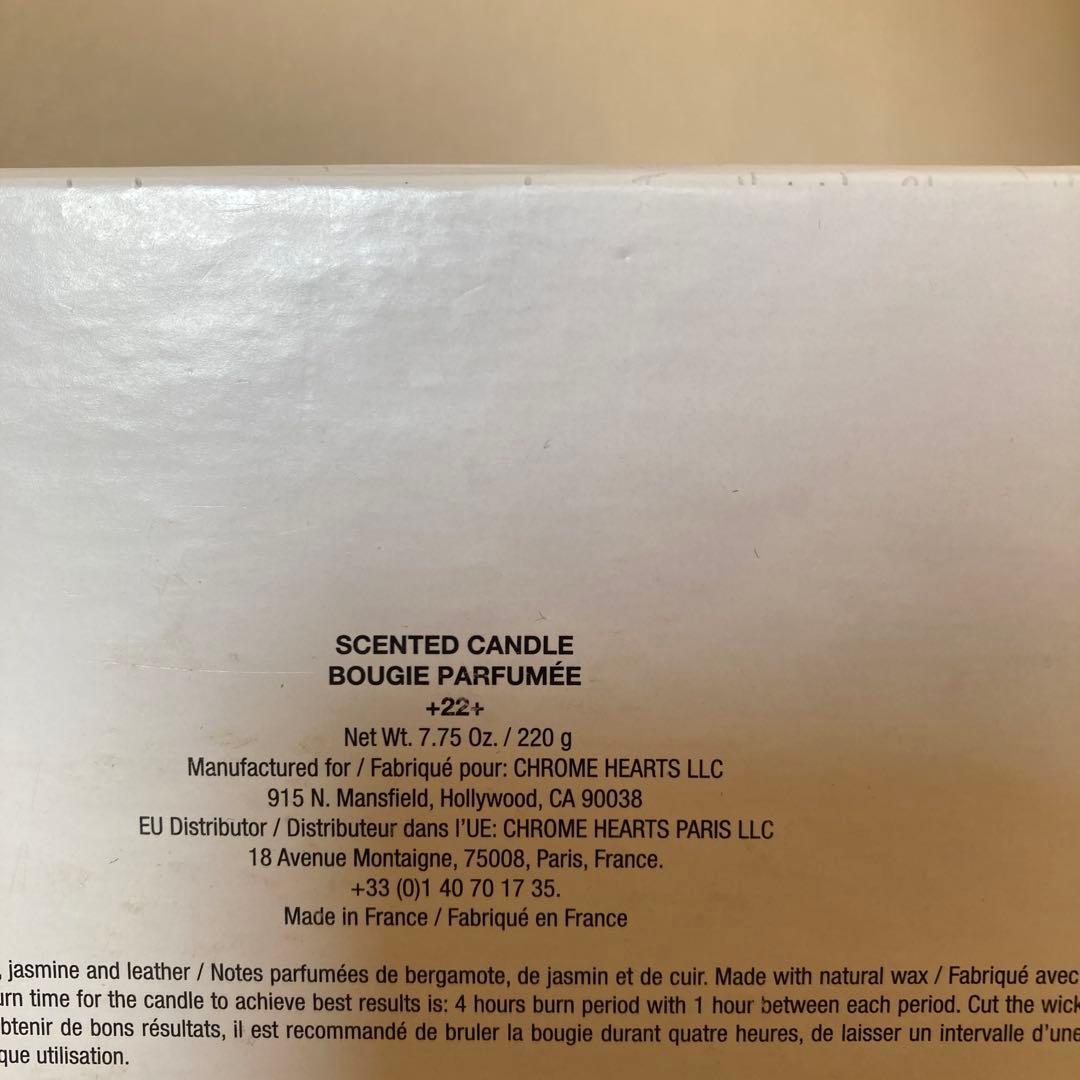 SCENTED CANDLE
BOUGIE PARFUMÉE
+22+
Net Wt. 7.75 Oz. / 220 g
Manufactured for / Fabriqué pour: CHROME HEARTS LLC
915 N. Mansfield, Hollywood, CA 90038
EU Distributor / Distributeur dans l'UE: CHROME HEARTS PARIS LLC
18 Avenue Montaigne, 75008, Paris, France.
+33 (0)1 40 70 17 35.
Made in France / Fabriqué en France
, jasmine and leather / Notes parfumées de bergamote, de jasmin et de cuir. Made with natural wax / Fabriqué avec
urn time for the candle to achieve best results is: 4 hours burn period with 1 hour between each period. Cut the wick
btenir de bons résultats, il est recommandé de bruler la bougie durant quatre heures, de laisser un intervalle d'une
que utilisation.